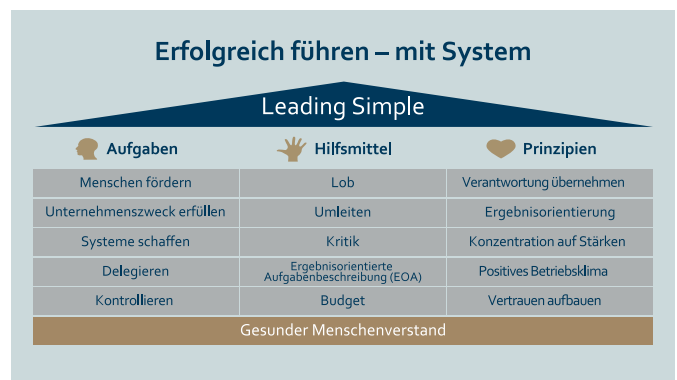 Erfolgreich führen – mit System
Leading Simple
Aufgaben Hilfsmittel Prinzipien
Menschen fördern Lob Verantwortung übernehmen
Unternehmenszweck erfüllen Umleiten Ergebnisorientierung
Systeme schaffen Kritik Konzentration auf Stärken
Delegieren Ergebnisorientierte Aufgabenbeschreibung (EOA) Positives Betriebsklima
Kontrollieren Budget Vertrauen aufbauen
Gesunder Menschenverstand